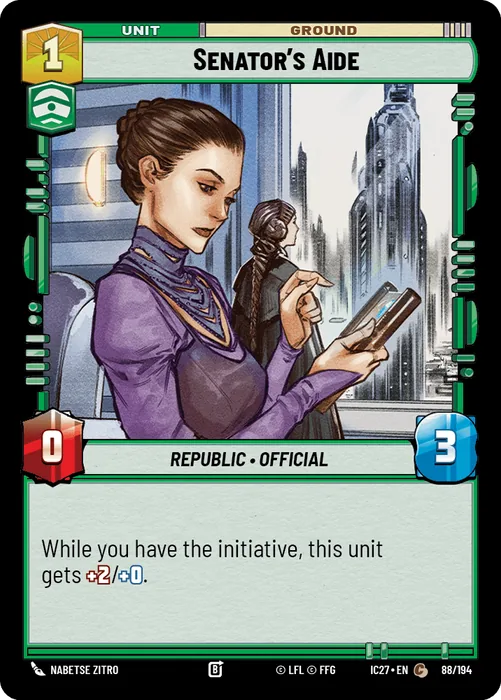 UNIT
GROUND
1
SENATOR'S AIDE
0
3
REPUBLIC • OFFICIAL
While you have the initiative, this unit
gets +2/+0.
NABETSE ZITRO
B
© LFL © FFG
IC27 • EN
C
88/194